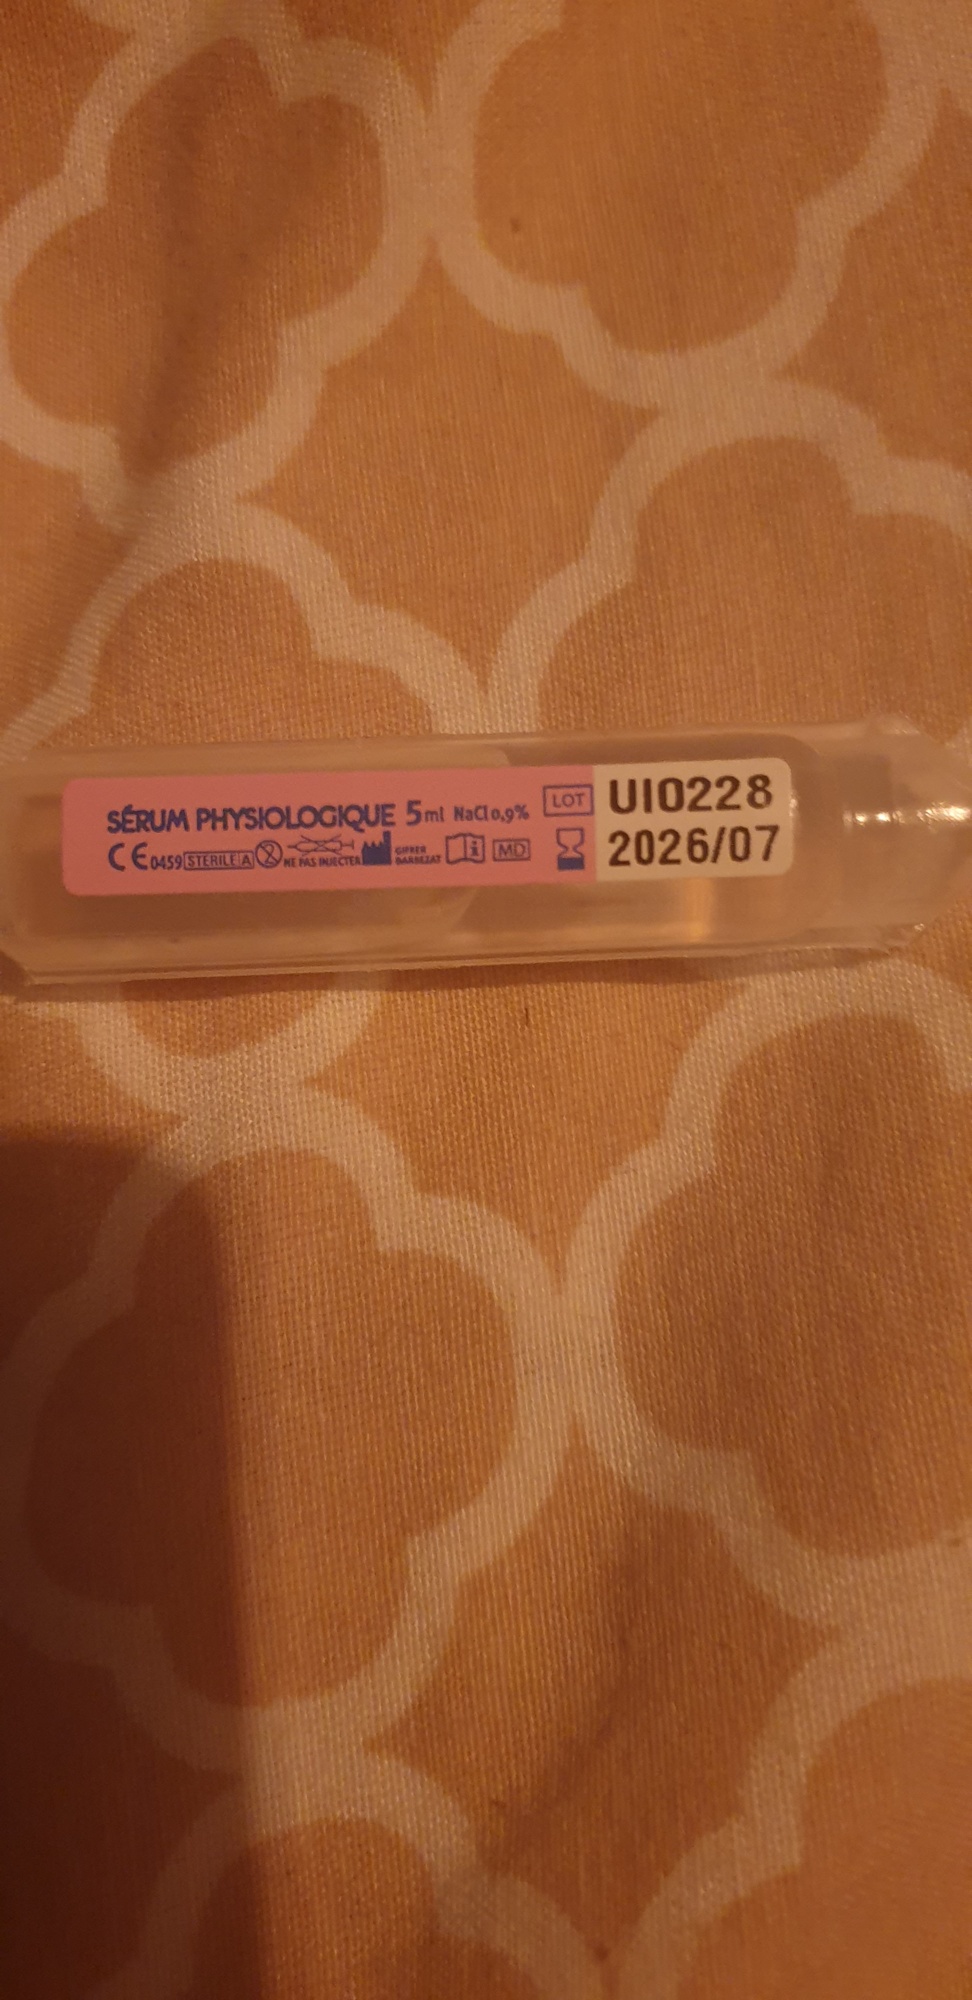 SÉRUM PHYSIOLOGIQUE 5ml NaCl 0,9%
CE 0459 STERILE A 2 NE PAS INJECTER GIFRER BARBEZAT i MD
LOT UI0228
2026/07